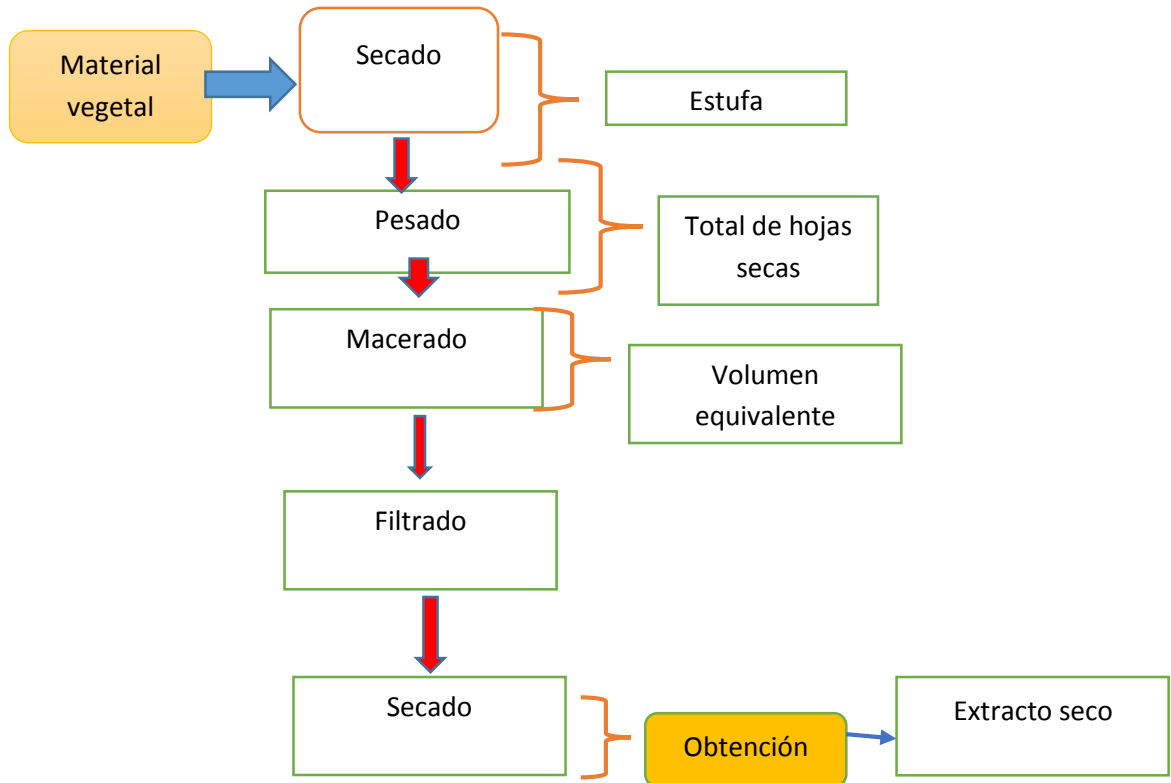 Material
vegetal
Secado
Estufa
Pesado
Total de hojas
secas
Macerado
Volumen
equivalente
Filtrado
Secado
Obtención
Extracto seco